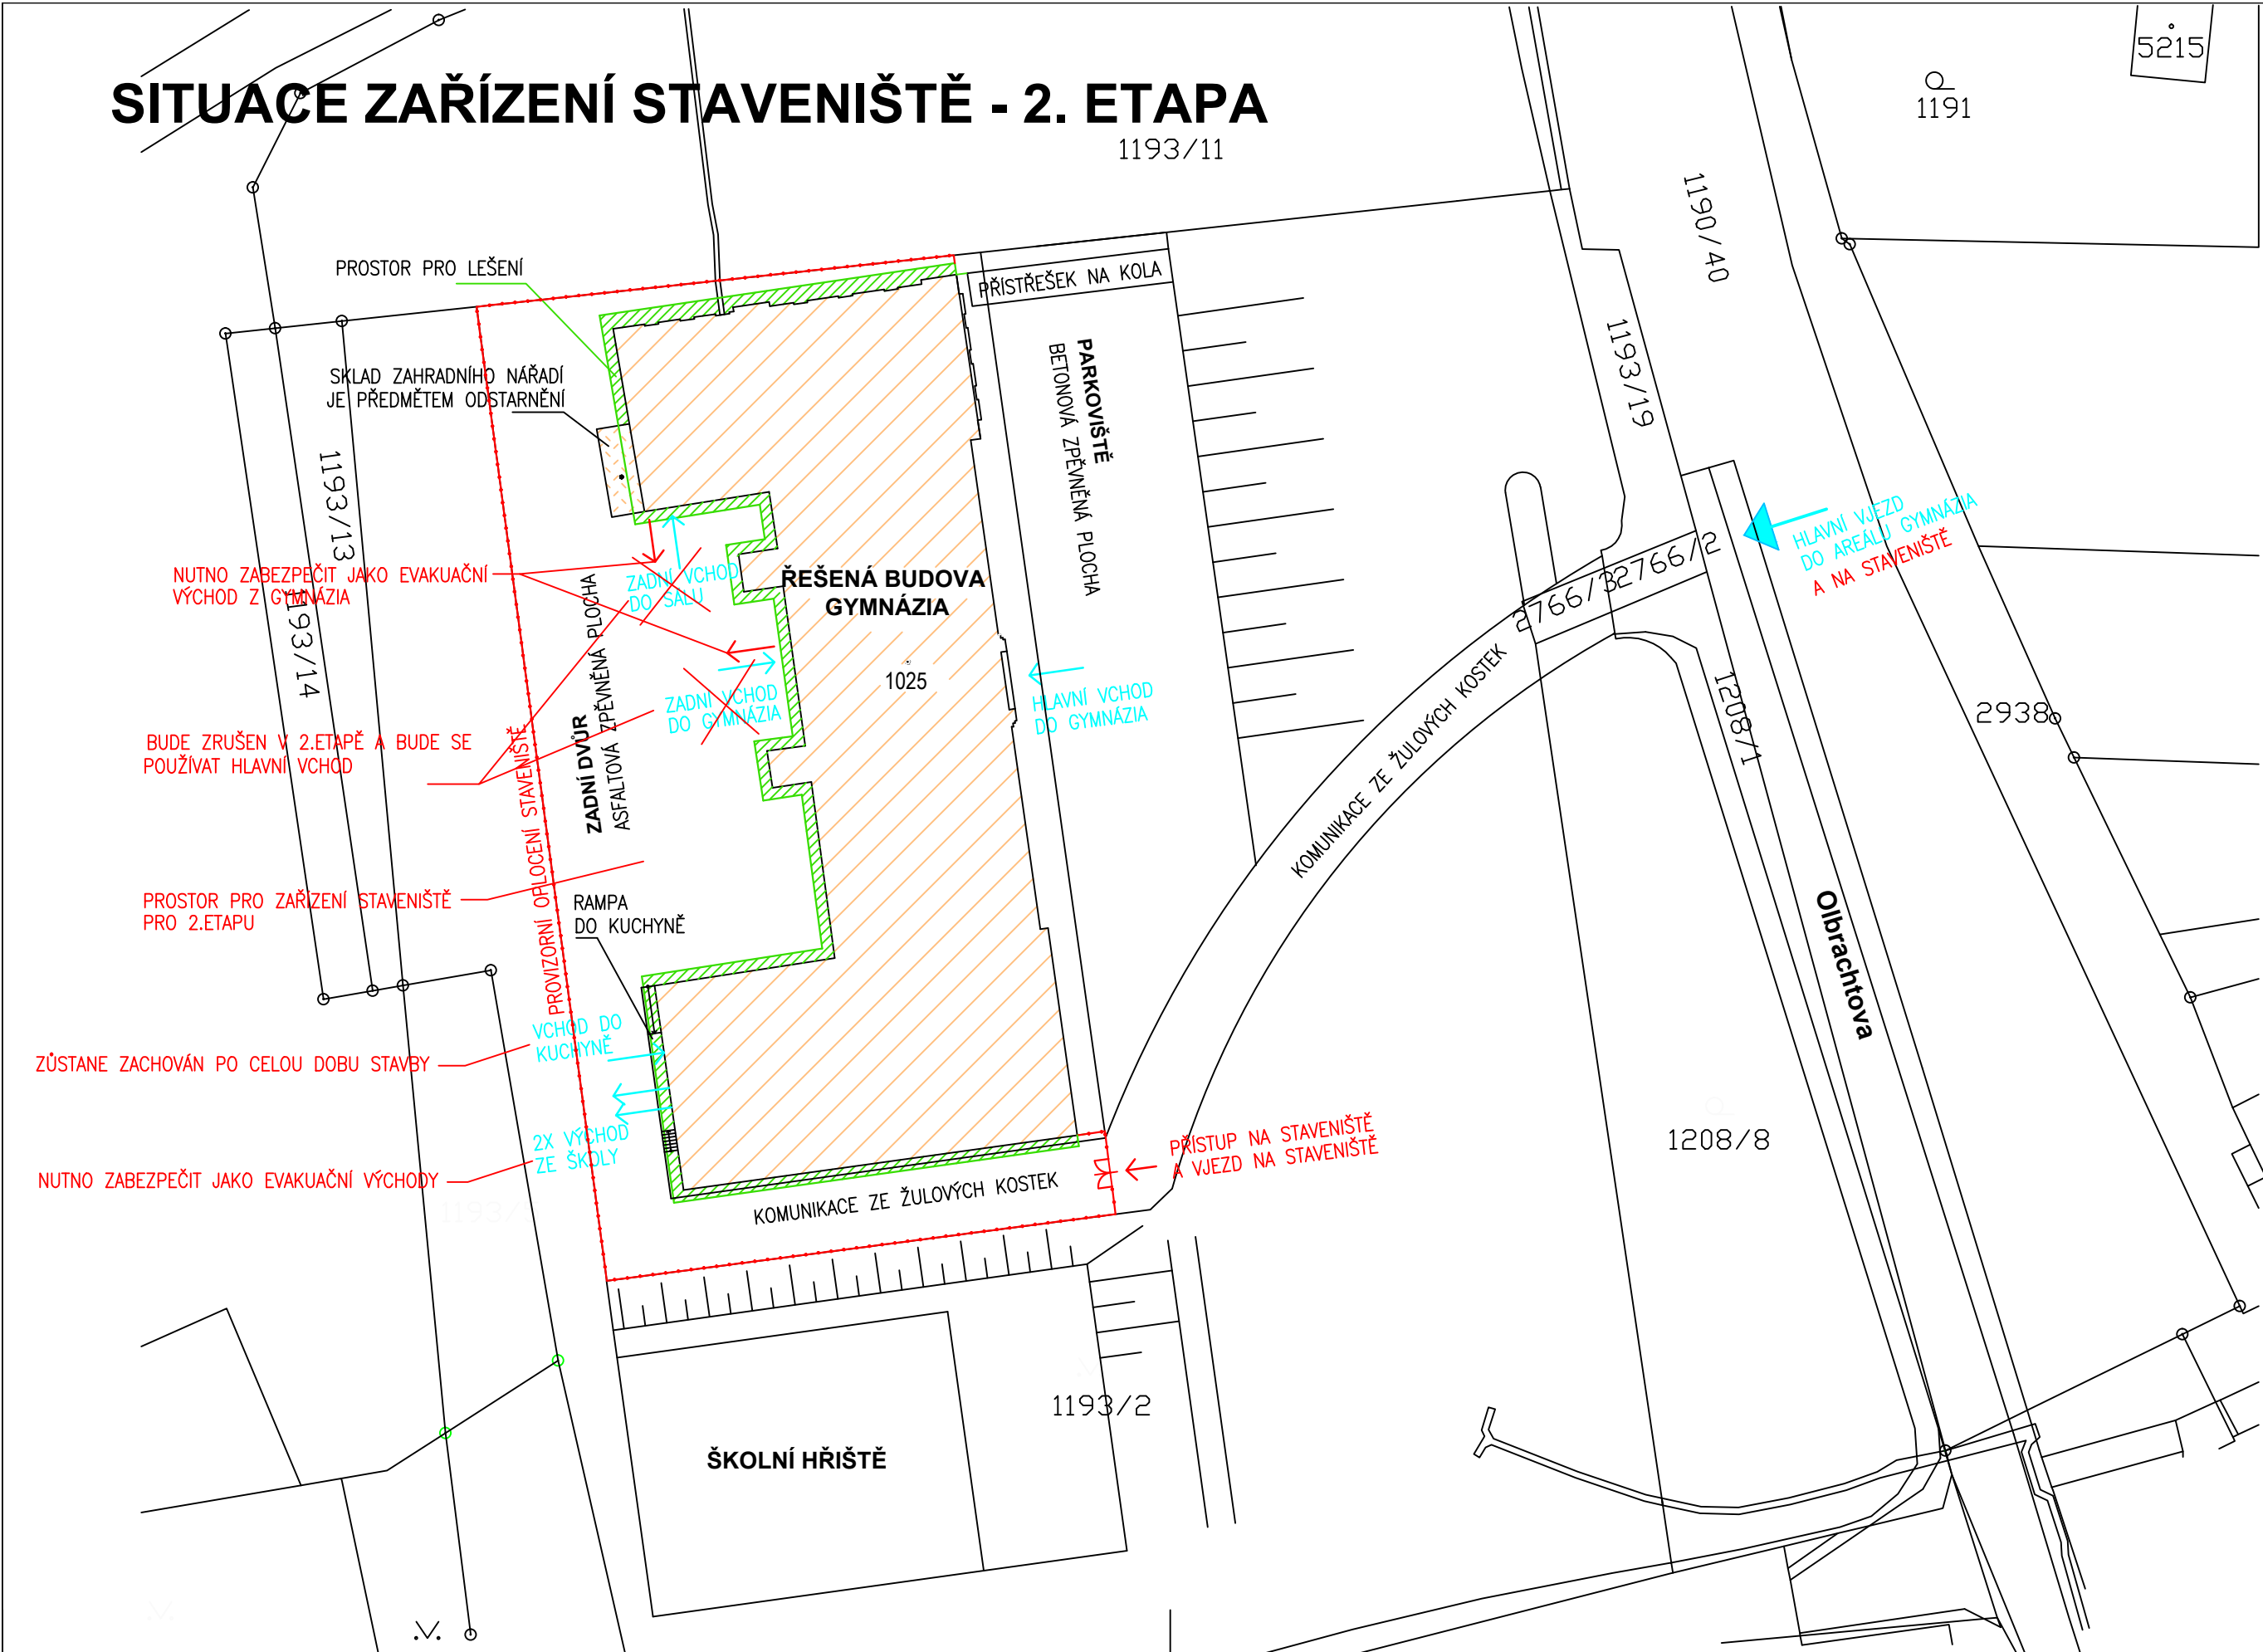 SITUACE ZAŘÍZENÍ STAVENIŠTĚ - 2. ETAPA
5215
1191
1193/11
1190/40
PROSTOR PRO LEŠENÍ
PŘÍSTŘEŠEK NA KOLA
1193/19
SKLAD ZAHRADNÍHO NÁŘADÍ
JE PŘEDMĚTEM ODSTARNĚNÍ
PARKOVIŠTĚ
BETONOVÁ ZPĚVNĚNÁ PLOCHA
1193/13
1193/14
HLAVNÍ VJEZD
DO AREÁLU GYMNÁZIA
A NA STAVENIŠTĚ
2766/3
2766/2
NUTNO ZABEZPEČIT JAKO EVAKUAČNÍ
VÝCHOD Z GYMNÁZIA
ZADNÍ VCHOD
DO SÁLU
ŘEŠENÁ BUDOVA
GYMNÁZIA
1025
ZADNÍ VCHOD
DO GYMNÁZIA
HLAVNÍ VCHOD
DO GYMNÁZIA
1208/1
2938
BUDE ZRUŠEN V 2.ETAPĚ A BUDE SE
POUŽÍVAT HLAVNÍ VCHOD
ZADNÍ DVŮR
ASFALTOVÁ ZPĚVNĚNÁ PLOCHA
PROVIZORNÍ OPLOCENÍ STAVENIŠTĚ
KOMUNIKACE ZE ŽULOVÝCH KOSTEK
PROSTOR PRO ZAŘÍZENÍ STAVENIŠTĚ
PRO 2.ETAPU
RAMPA
DO KUCHYNĚ
Olbrachtova
VCHOD DO
KUCHYNĚ
ZŮSTANE ZACHOVÁN PO CELOU DOBU STAVBY
2X VÝCHOD
ZE ŠKOLY
NUTNO ZABEZPEČIT JAKO EVAKUAČNÍ VÝCHODY
PŘÍSTUP NA STAVENIŠTĚ
A VJEZD NA STAVENIŠTĚ
1208/8
KOMUNIKACE ZE ŽULOVÝCH KOSTEK
1193/2
ŠKOLNÍ HŘIŠTĚ